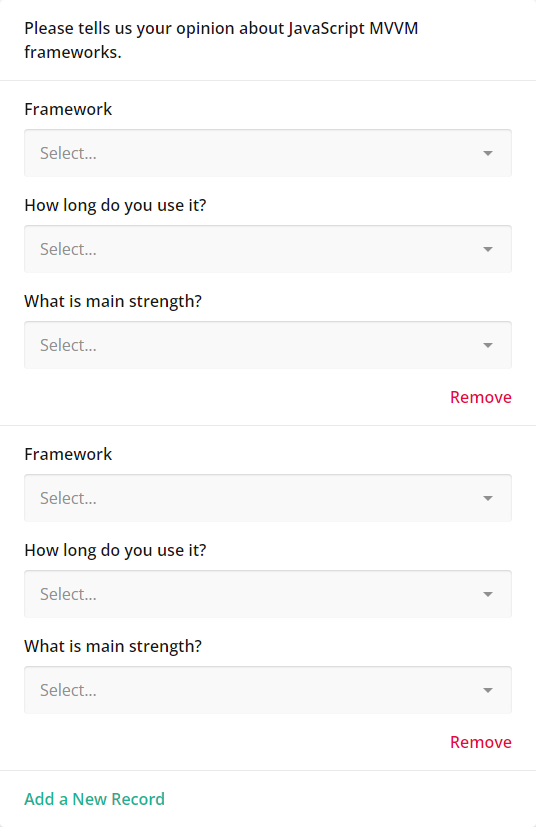 Please tells us your opinion about JavaScript MVVM
frameworks.
Framework
Select...
How long do you use it?
Select...
What is main strength?
Select...
Remove
Framework
Select...
How long do you use it?
Select...
What is main strength?
Select...
Remove
Add a New Record